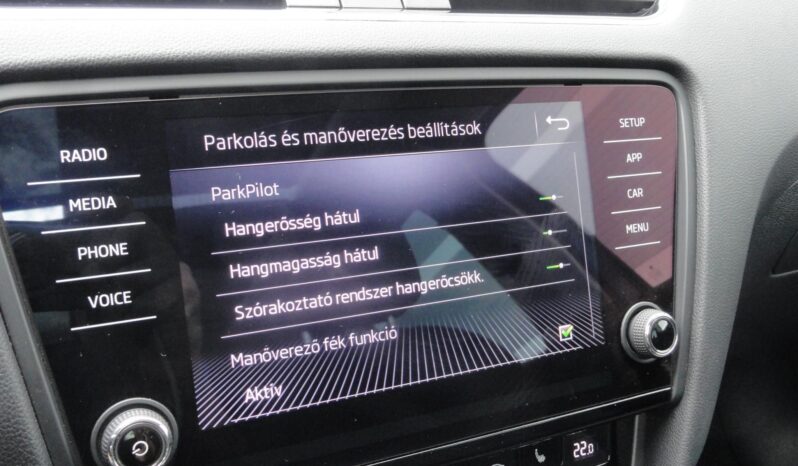 Parkolás és manőverezés beállítások
RADIO
MEDIA
PHONE
VOICE
ParkPilot
Hangerősség hátul
Hangmagasság hátul
Szórakoztató rendszer hangerőcsökk.
Manőverező fék funkció
Aktív
SETUP
APP
CAR
MENU
22.0